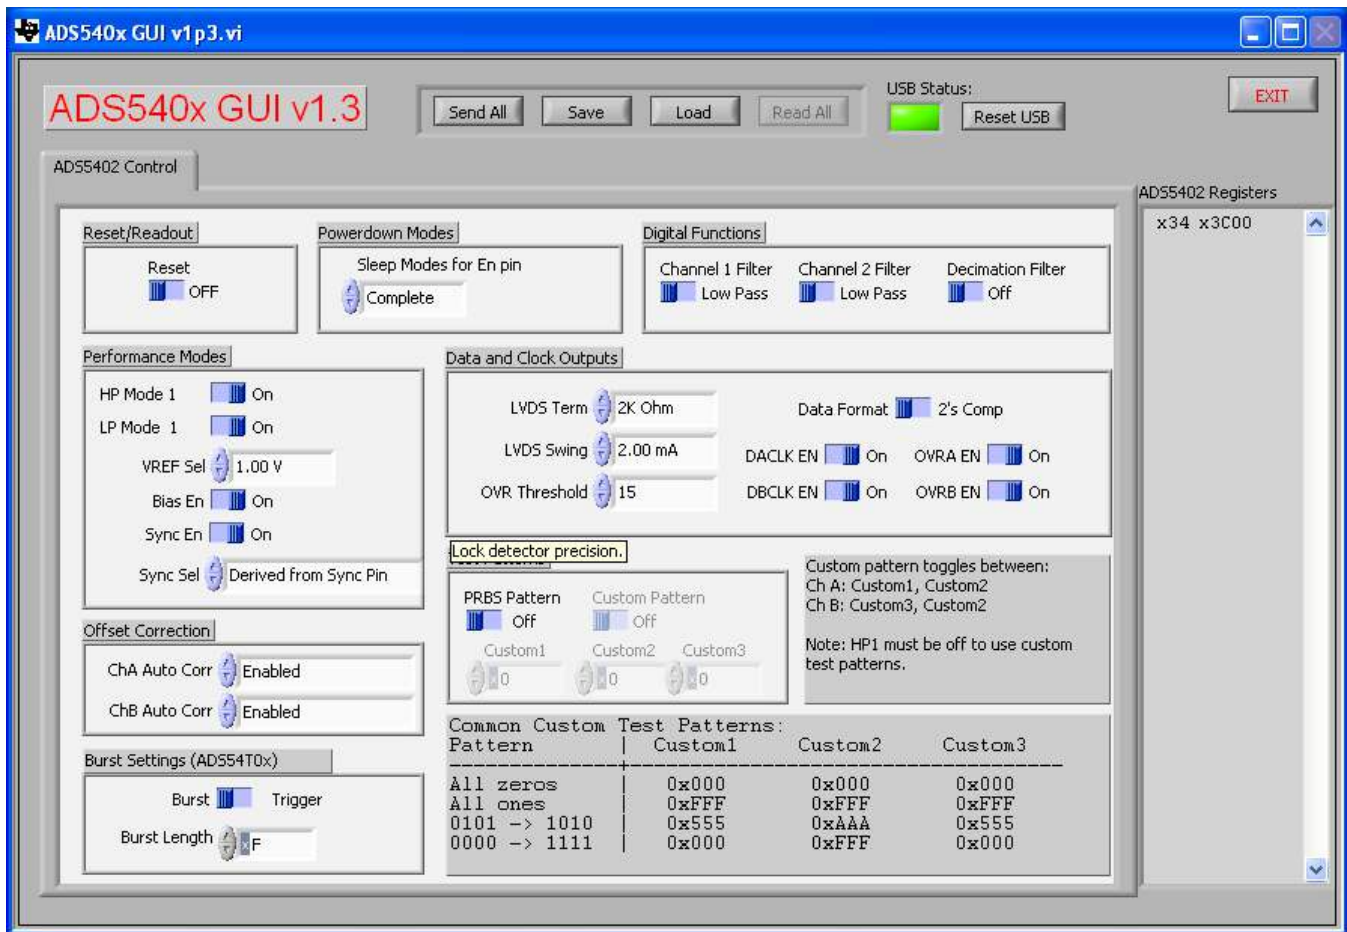 ADS540x GUI v1p3.vi
ADS540x GUI v1.3
Send All
Save
Load
Read All
USB Status:
Reset USB
EXIT
ADS5402 Control
ADS5402 Registers
x34 x3C00
Reset/Readout
Reset
OFF
Powerdown Modes
Sleep Modes for En pin
Complete
Digital Functions
Channel 1 Filter
Low Pass
Channel 2 Filter
Low Pass
Decimation Filter
Off
Performance Modes
HP Mode 1 On
LP Mode 1 On
VREF Sel 1.00 V
Bias En On
Sync En On
Sync Sel Derived from Sync Pin
Data and Clock Outputs
LVDS Term 2K Ohm
LVDS Swing 2.00 mA
OVR Threshold 15
Data Format 2's Comp
DACLK EN On OVRA EN On
DBCLK EN On OVRB EN On
Lock detector precision.
PRBS Pattern
Off
Custom Pattern
Off
Custom1 Custom2 Custom3
x0 x0 x0
Custom pattern toggles between:
Ch A: Custom1, Custom2
Ch B: Custom3, Custom2
Note: HP1 must be off to use custom
test patterns.
Offset Correction
ChA Auto Corr Enabled
ChB Auto Corr Enabled
Burst Settings (ADS54T0x)
Burst Trigger
Burst Length xF
Common Custom Test Patterns:
Pattern | Custom1 Custom2 Custom3
----------------+----------------------------------------
All zeros | 0x000 0x000 0x000
All ones | 0xFFF 0xFFF 0xFFF
0101 -> 1010 | 0x555 0xAAA 0x555
0000 -> 1111 | 0x000 0xFFF 0x000